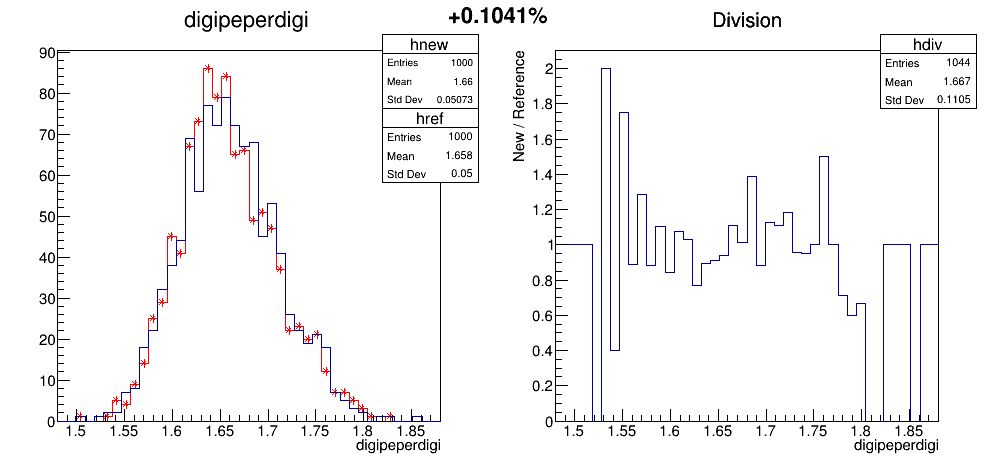 +0.1041%
digipeperdigi
hnew
Entries 1000
Mean 1.66
Std Dev 0.05073
href
Entries 1000
Mean 1.658
Std Dev 0.05
90
80
70
60
50
40
30
20
10
0
1.5 1.55 1.6 1.65 1.7 1.75 1.8 1.85
digipeperdigi
Division
hdiv
Entries 1044
Mean 1.667
Std Dev 0.1105
New / Reference
2
1.8
1.6
1.4
1.2
1
0.8
0.6
0.4
0.2
0
1.5 1.55 1.6 1.65 1.7 1.75 1.8 1.85
digipeperdigi